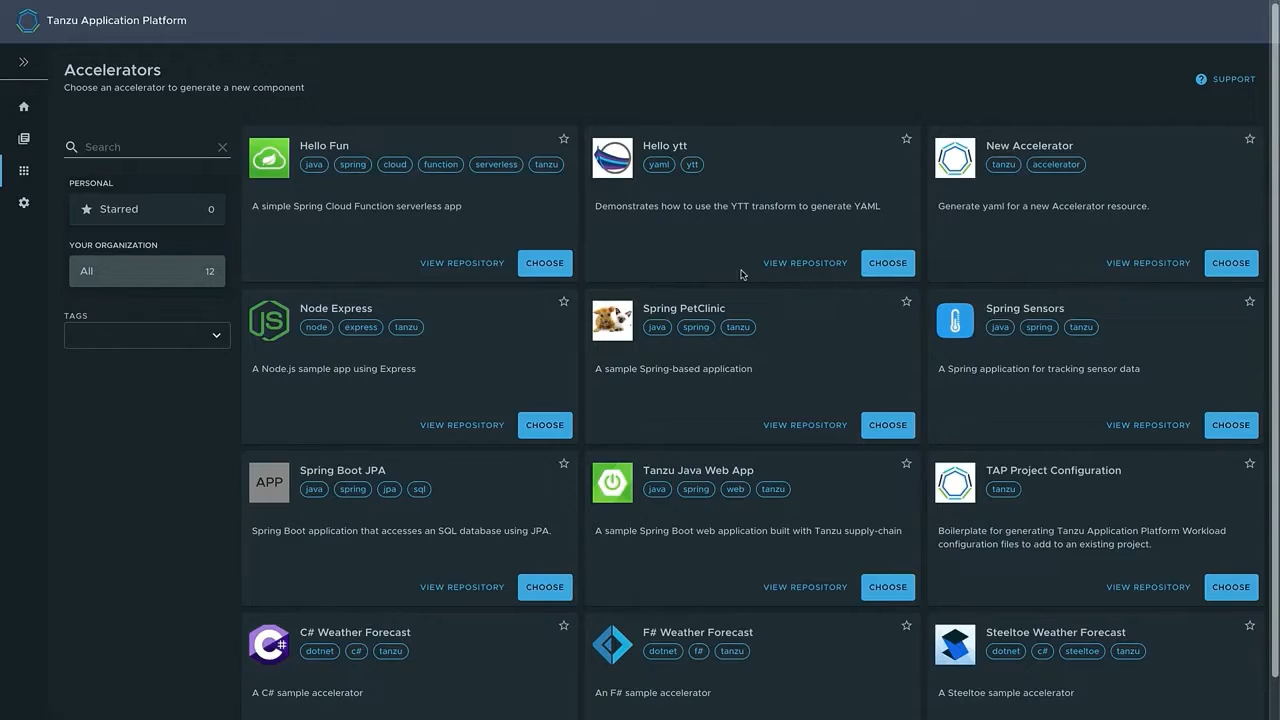 Tanzu Application Platform
Accelerators
Choose an accelerator to generate a new component
SUPPORT
Search
PERSONAL
Starred 0
YOUR ORGANIZATION
All 12
TAGS
Hello Fun
java spring cloud function serverless tanzu
A simple Spring Cloud Function serverless app
VIEW REPOSITORY CHOOSE
Hello ytt
yaml ytt
Demonstrates how to use the YTT transform to generate YAML
VIEW REPOSITORY CHOOSE
New Accelerator
tanzu accelerator
Generate yaml for a new Accelerator resource.
VIEW REPOSITORY CHOOSE
JS
Node Express
node express tanzu
A Node.js sample app using Express
VIEW REPOSITORY CHOOSE
Spring PetClinic
java spring tanzu
A sample Spring-based application
VIEW REPOSITORY CHOOSE
Spring Sensors
java spring tanzu
A Spring application for tracking sensor data
VIEW REPOSITORY CHOOSE
APP
Spring Boot JPA
java spring jpa sql
Spring Boot application that accesses an SQL database using JPA.
VIEW REPOSITORY CHOOSE
Tanzu Java Web App
java spring web tanzu
A sample Spring Boot web application built with Tanzu supply-chain
VIEW REPOSITORY CHOOSE
TAP Project Configuration
tanzu
Boilerplate for generating Tanzu Application Platform Workload
configuration files to add to an existing project.
VIEW REPOSITORY CHOOSE
C#
C# Weather Forecast
dotnet c# tanzu
A C# sample accelerator
F# Weather Forecast
dotnet f# tanzu
An F# sample accelerator
Steeltoe Weather Forecast
dotnet c# steeltoe tanzu
A Steeltoe sample accelerator